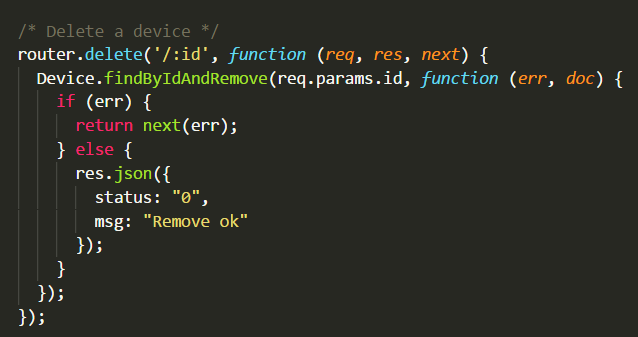 /* Delete a device */
router.delete('/:id', function (req, res, next) {
  Device.findByIdAndRemove(req.params.id, function (err, doc) {
    if (err) {
      return next(err);
    } else {
      res.json({
        status: "0",
        msg: "Remove ok"
      });
    }
  });
});